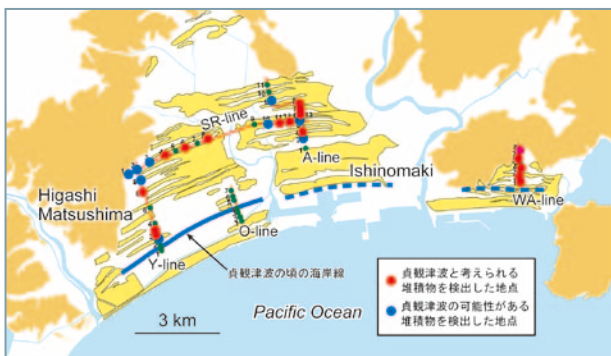 SR-line
A-line
Ishinomaki
Higashi
Matsushima
WA-line
O-line
Y-line
貞観津波の頃の海岸線
3 km
Pacific Ocean
貞観津波と考えられる
堆積物を検出した地点
貞観津波の可能性がある
堆積物を検出した地点